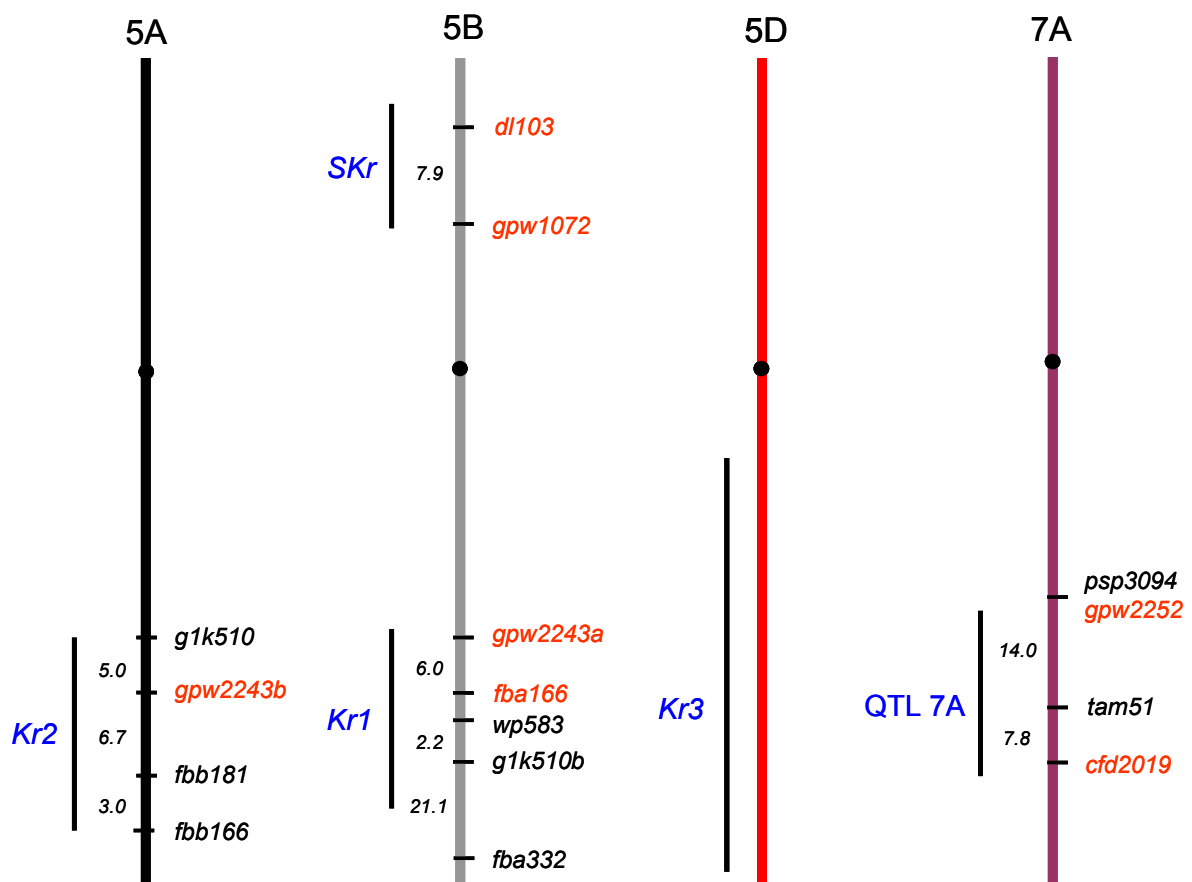 5A
5B
5D
7A
dl103
SKr
7.9
gpw1072
psp3094
gpw2252
g1k510
gpw2243a
14.0
5.0
6.0
gpw2243b
fba166
Kr2
6.7
Kr1
wp583
Kr3
QTL 7A
tam51
2.2
7.8
g1k510b
cfd2019
fbb181
3.0
21.1
fbb166
fba332